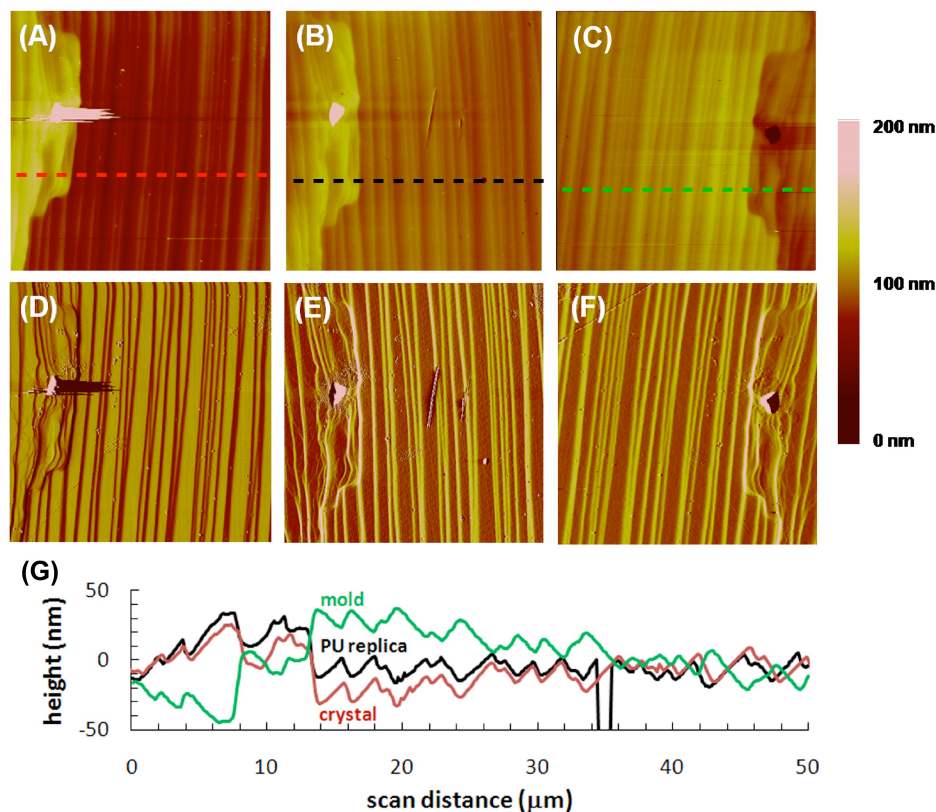 (A)
(B)
(C)
200 nm
100 nm
0 nm
(D)
(E)
(F)
(G)
50
0
-50
height (nm)
mold
PU replica
crystal
0
10
20
30
40
50
scan distance (μm)